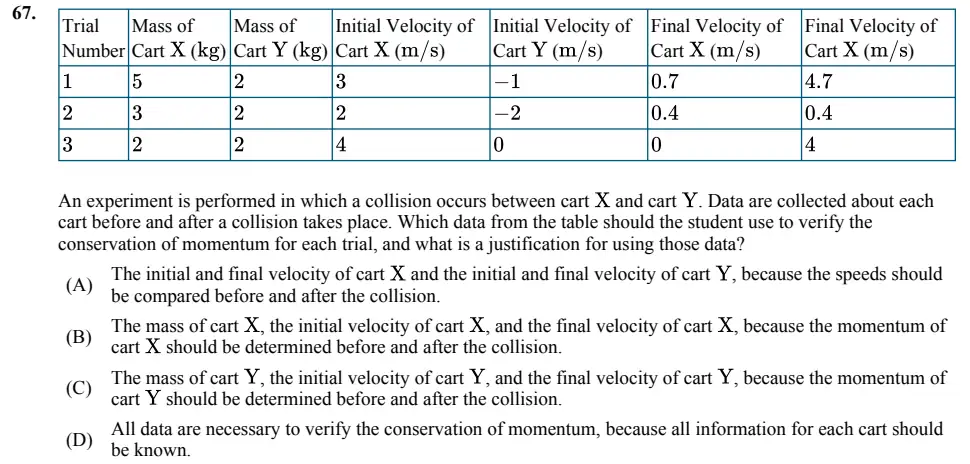 67.
Trial Number | Mass of Cart X (kg) | Mass of Cart Y (kg) | Initial Velocity of Cart X (m/s) | Initial Velocity of Cart Y (m/s) | Final Velocity of Cart X (m/s) | Final Velocity of Cart X (m/s)
1 | 5 | 2 | 3 | −1 | 0.7 | 4.7
2 | 3 | 2 | 2 | −2 | 0.4 | 0.4
3 | 2 | 2 | 4 | 0 | 0 | 4
An experiment is performed in which a collision occurs between cart X and cart Y. Data are collected about each
cart before and after a collision takes place. Which data from the table should the student use to verify the
conservation of momentum for each trial, and what is a justification for using those data?
(A) The initial and final velocity of cart X and the initial and final velocity of cart Y, because the speeds should
be compared before and after the collision.
(B) The mass of cart X, the initial velocity of cart X, and the final velocity of cart X, because the momentum of
cart X should be determined before and after the collision.
(C) The mass of cart Y, the initial velocity of cart Y, and the final velocity of cart Y, because the momentum of
cart Y should be determined before and after the collision.
(D) All data are necessary to verify the conservation of momentum, because all information for each cart should
be known.